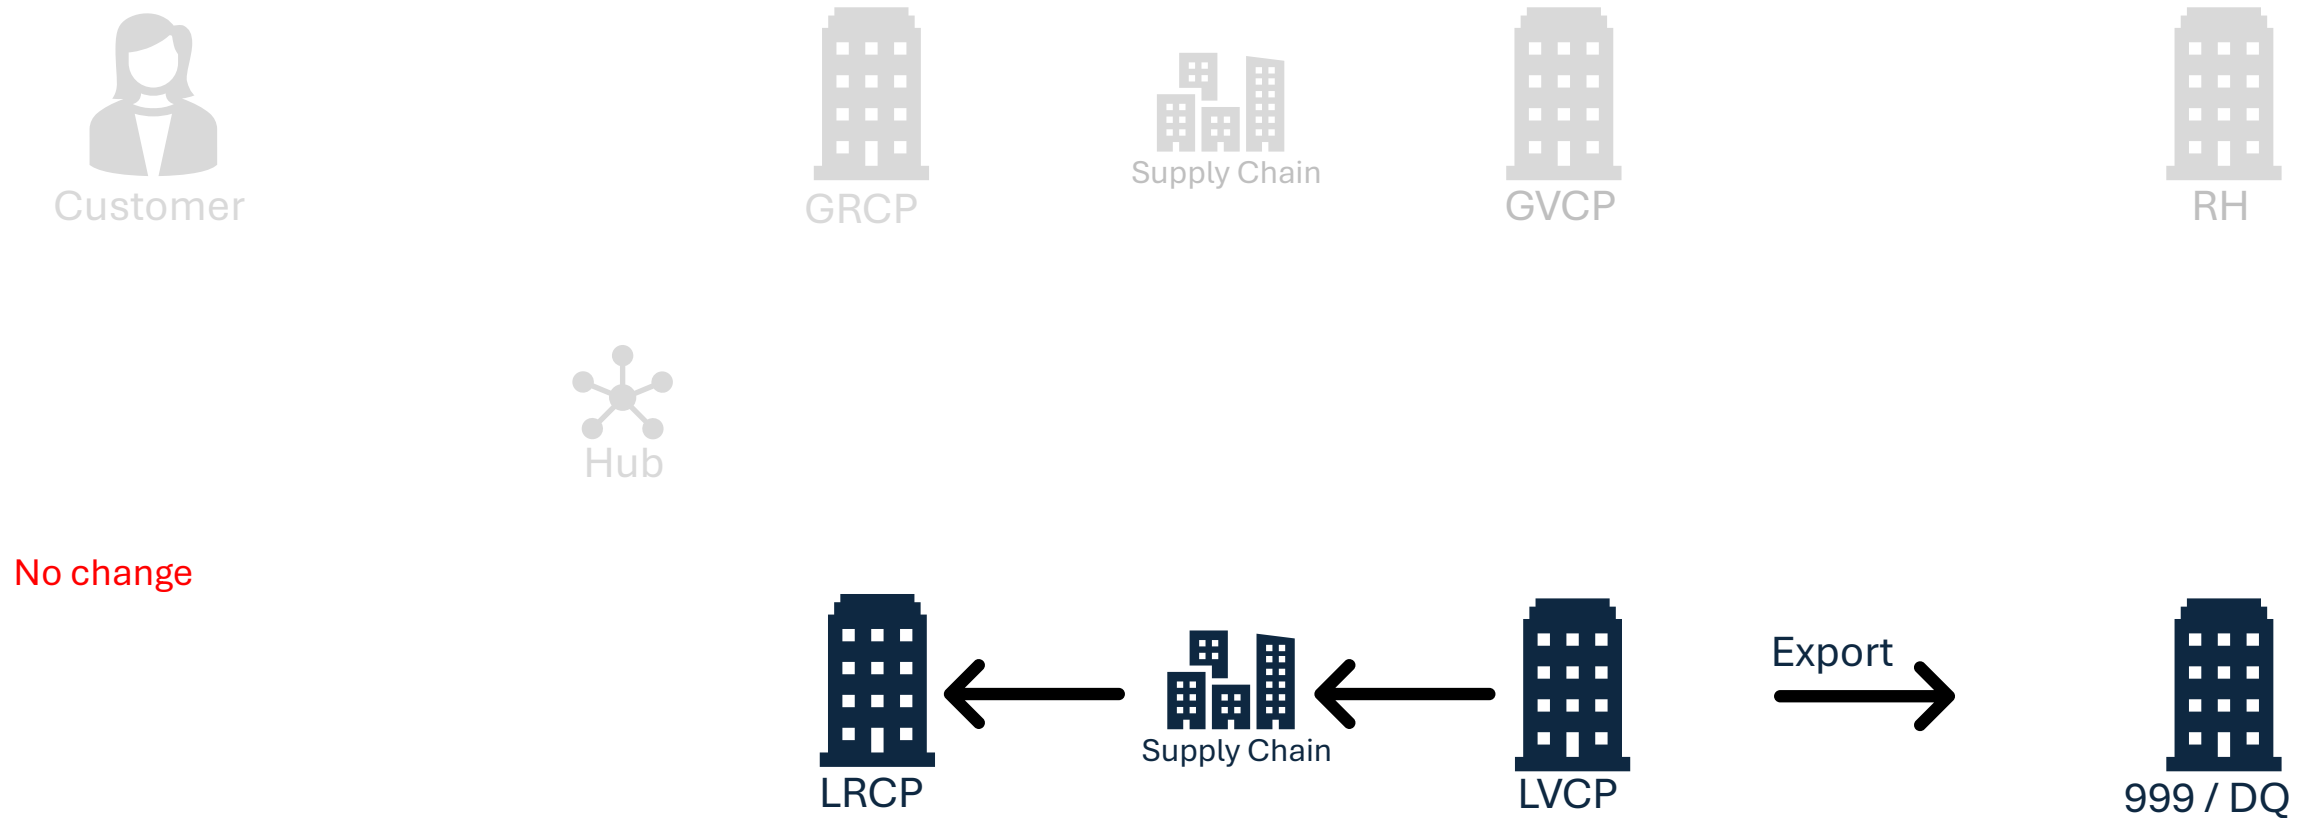 Customer
GRCP
Supply Chain
GVCP
RH
Hub
No change
Export
LRCP
Supply Chain
LVCP
999 / DQ